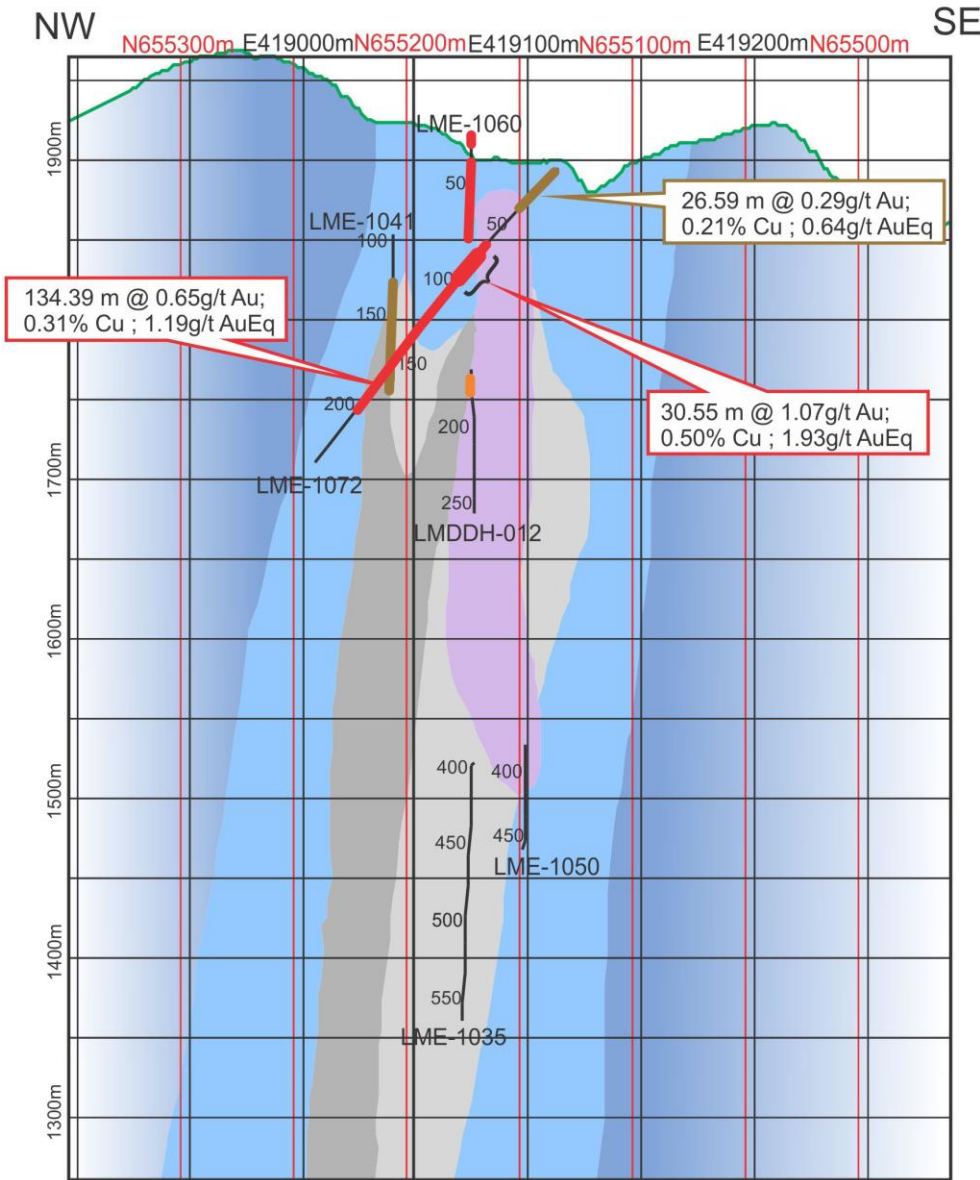 NW
SE
N655300m E419000m N655200m E419100m N655100m E419200m N65500m
LME-1060
1900m
50
26.59 m @ 0.29g/t Au;
0.21% Cu ; 0.64g/t AuEq
LME-1041
50
100
100
134.39 m @ 0.65g/t Au;
0.31% Cu ; 1.19g/t AuEq
150
150
200
30.55 m @ 1.07g/t Au;
0.50% Cu ; 1.93g/t AuEq
200
1700m
LME-1072
250
LMDDH-012
1600m
400
400
1500m
450
450
LME-1050
500
1400m
550
LME-1035
1300m